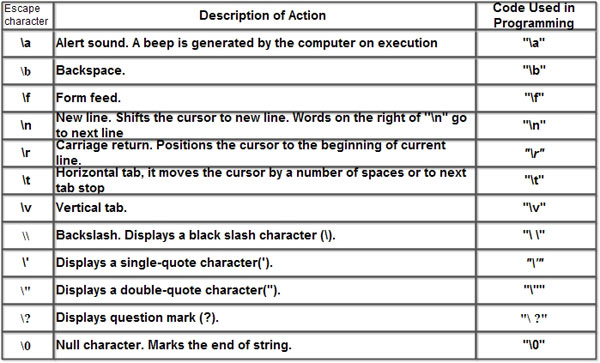 Escape character Description of Action Code Used in Programming
\a Alert sound. A beep is generated by the computer on execution "\a"
\b Backspace. "\b"
\f Form feed. "\f"
\n New line. Shifts the cursor to new line. Words on the right of "\n" go to next line "\n"
\r Carriage return. Positions the cursor to the beginning of current line. "\r"
\t Horizontal tab, it moves the cursor by a number of spaces or to next tab stop "\t"
\v Vertical tab. "\v"
\\ Backslash. Displays a black slash character (\). "\ \"
\' Displays a single-quote character('). "\'"
\" Displays a double-quote character("). "\""
\? Displays question mark (?). "\ ?"
\0 Null character. Marks the end of string. "\0"